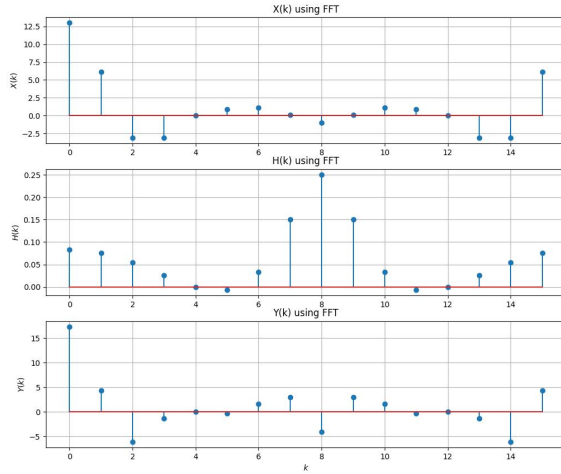 X(k) using FFT
12.5
10.0
7.5
5.0
2.5
0.0
−2.5
X(k)
0 2 4 6 8 10 12 14
H(k) using FFT
0.25
0.20
0.15
0.10
0.05
0.00
H(k)
0 2 4 6 8 10 12 14
Y(k) using FFT
15
10
5
0
−5
Y(k)
0 2 4 6 8 10 12 14
k